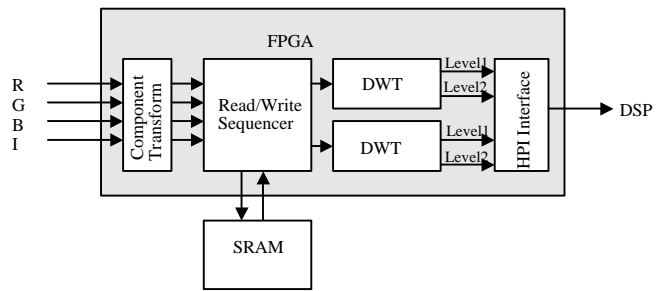 FPGA
R
G
B
I
Component
Transform
Read/Write
Sequencer
DWT
DWT
Level1
Level2
Level1
Level2
HPI Interface
DSP
SRAM